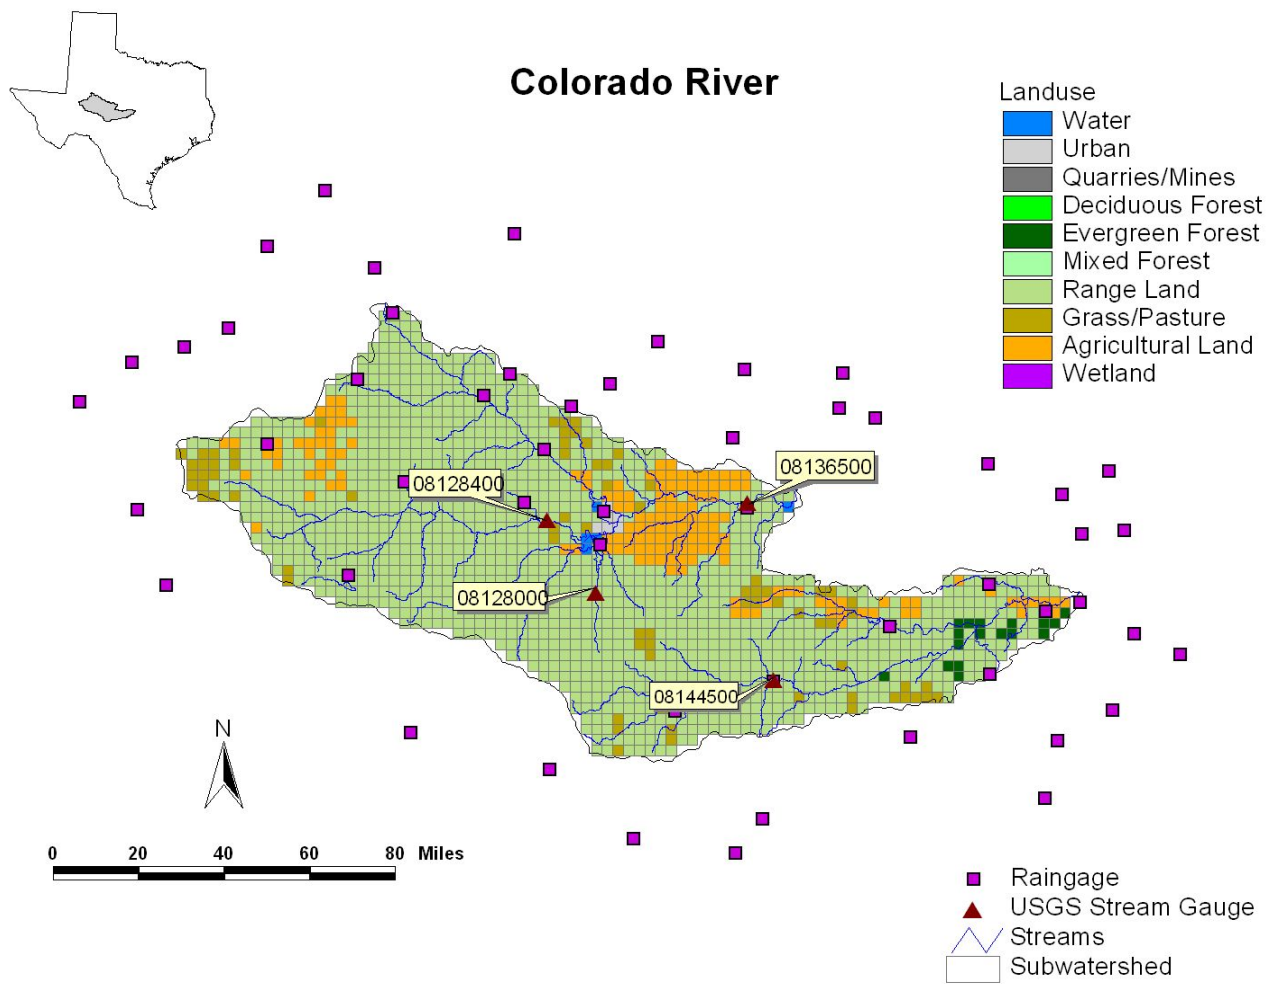 Colorado River
Landuse
Water
Urban
Quarries/Mines
Deciduous Forest
Evergreen Forest
Mixed Forest
Range Land
Grass/Pasture
Agricultural Land
Wetland
08136500
08128400
08128000
08144500
N
0 20 40 60 80 Miles
Raingage
USGS Stream Gauge
Streams
Subwatershed